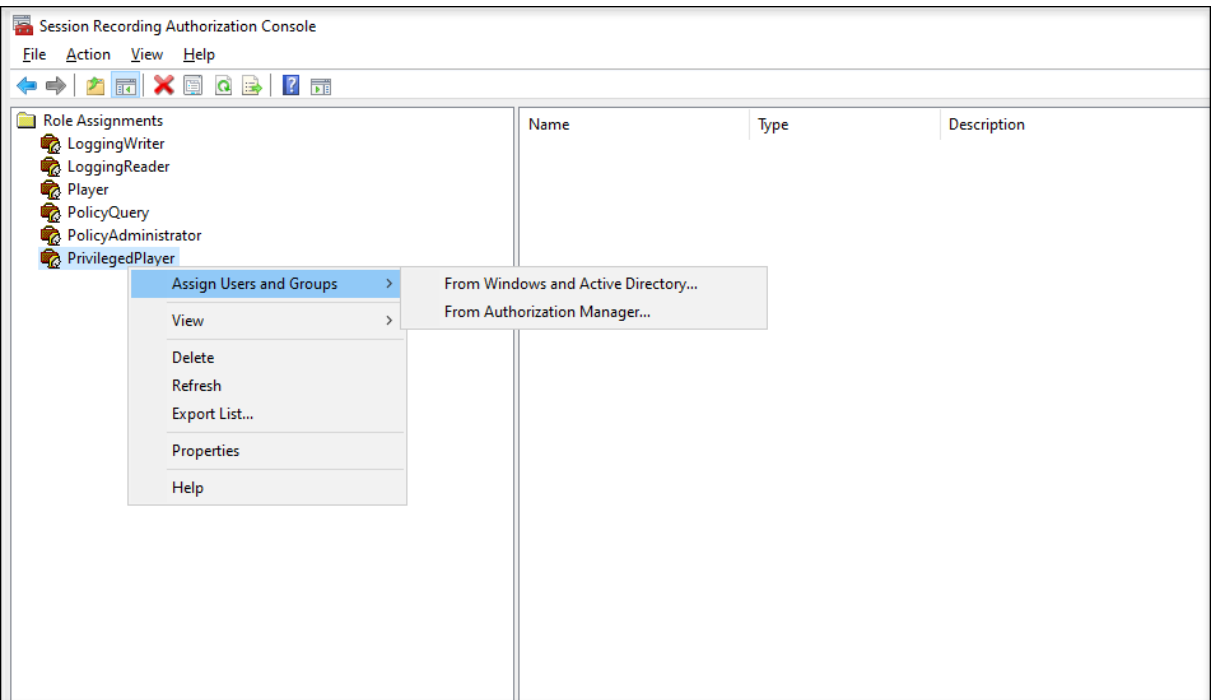 Session Recording Authorization Console
File Action View Help
Role Assignments
LoggingWriter
LoggingReader
Player
PolicyQuery
PolicyAdministrator
PrivilegedPlayer
Name Type Description
Assign Users and Groups
View
Delete
Refresh
Export List...
Properties
Help
From Windows and Active Directory...
From Authorization Manager...